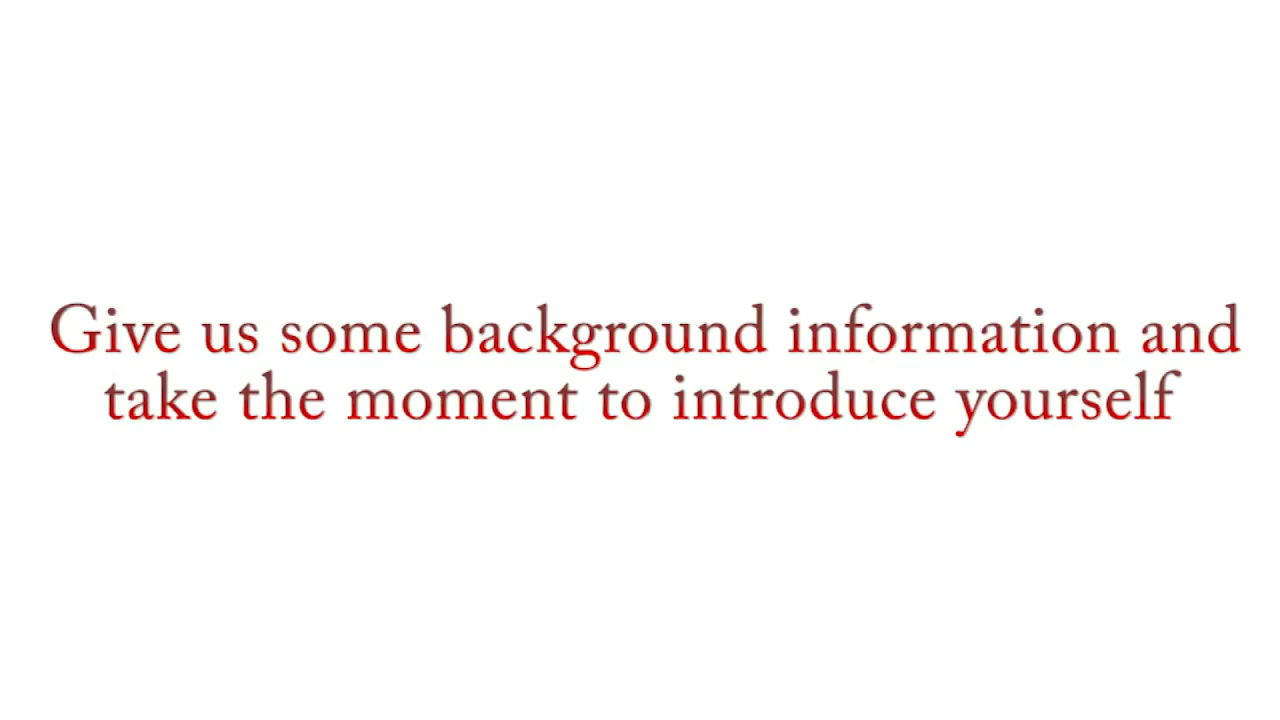 Give us some background information and
take the moment to introduce yourself